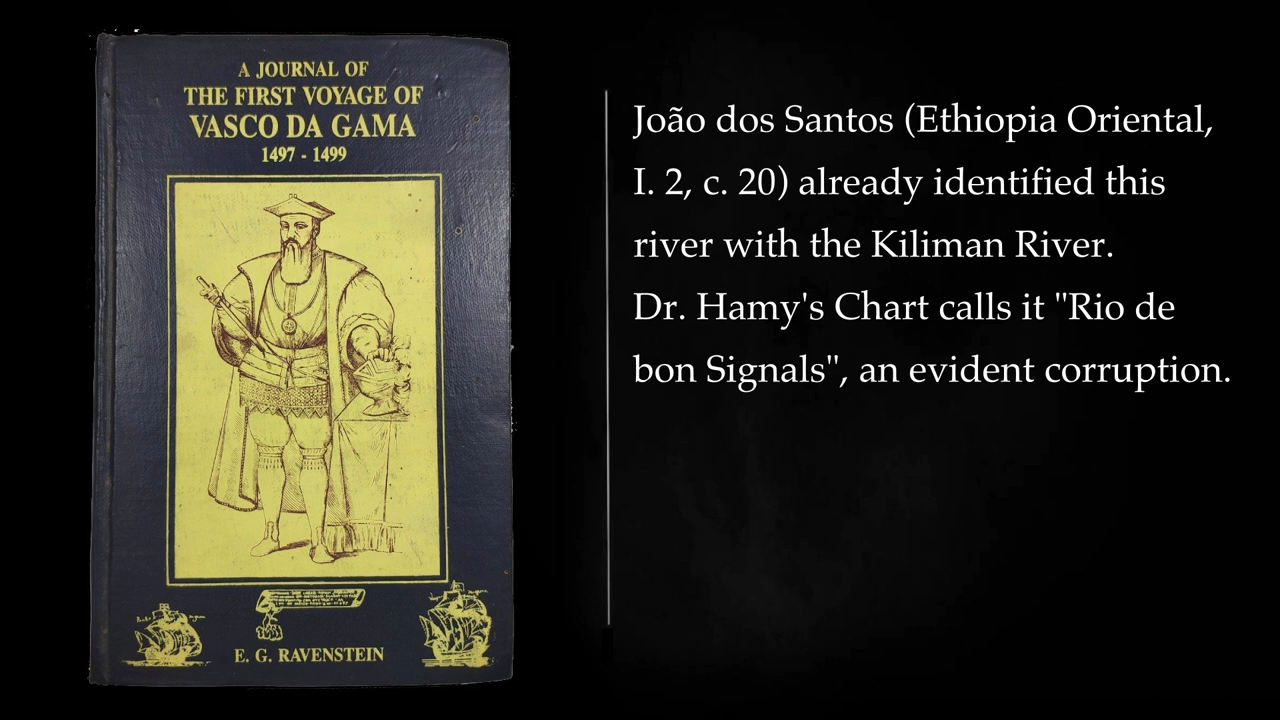 A JOURNAL OF
THE FIRST VOYAGE OF
VASCO DA GAMA
1497 - 1499
E. G. RAVENSTEIN
João dos Santos (Ethiopia Oriental,
I. 2, c. 20) already identified this
river with the Kiliman River.
Dr. Hamy's Chart calls it "Rio de
bon Signals", an evident corruption.